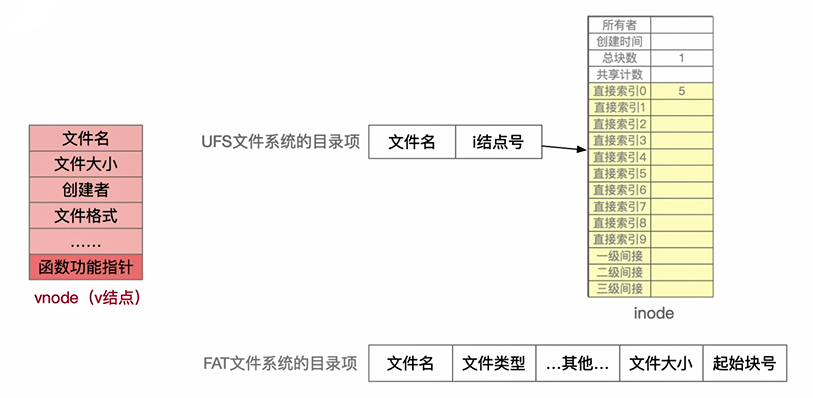 文件名
文件大小
创建者
文件格式
……
函数功能指针
vnode（v结点）
UFS文件系统的目录项
文件名
i结点号
所有者
创建时间
总块数 1
共享计数
直接索引0 5
直接索引1
直接索引2
直接索引3
直接索引4
直接索引5
直接索引6
直接索引7
直接索引8
直接索引9
一级间接
二级间接
三级间接
inode
FAT文件系统的目录项
文件名 文件类型 …其他… 文件大小 起始块号